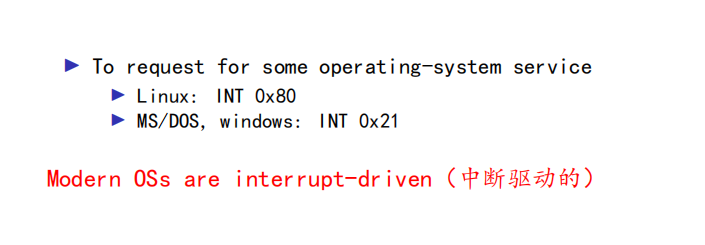 To request for some operating-system service
Linux: INT 0x80
MS/DOS, windows: INT 0x21
Modern OSs are interrupt-driven（中断驱动的）